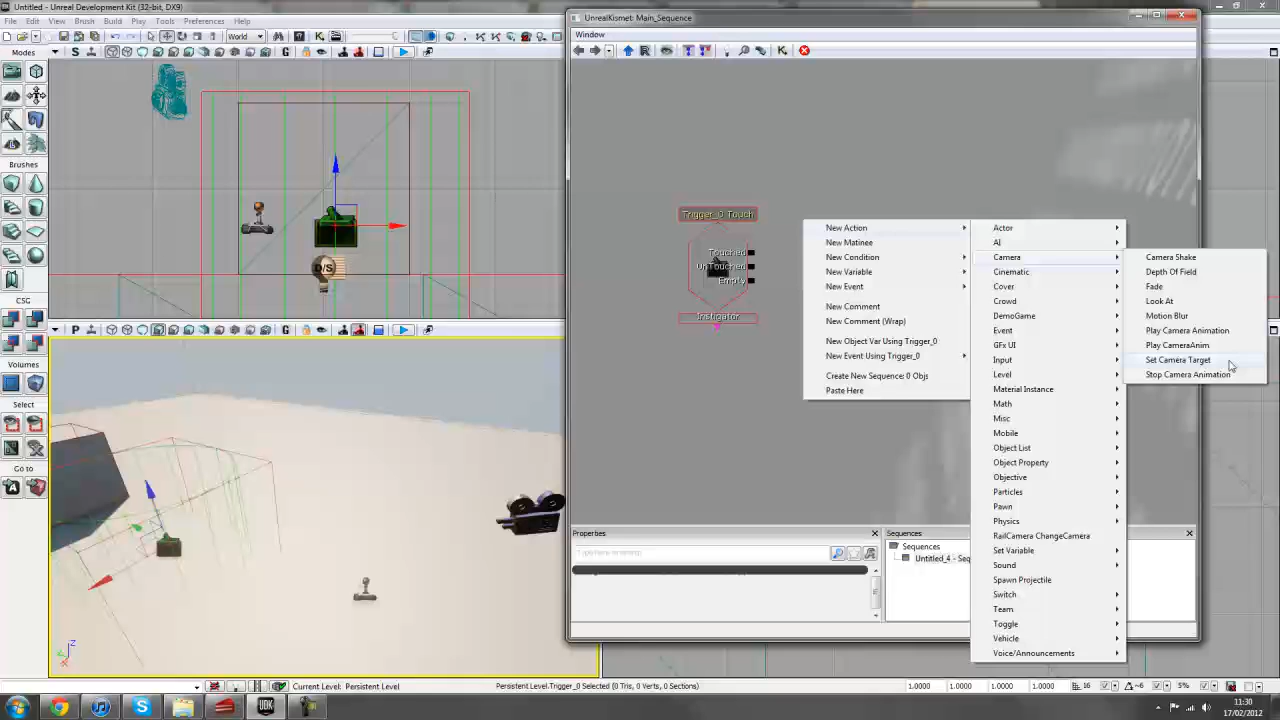 Untitled - Unreal Development Kit (32-bit, DX9)
File Edit View Brush Build Play Tools Preferences Help
World
Modes
Brushes
CSG
Volumes
Select
Go to
S
G
P
G
D/S
Z
X
UnrealKismet: Main_Sequence
Window
Trigger_0 Touch
Touched
UnTouched
Empty
Instigator
New Action
New Matinee
New Condition
New Variable
New Event
New Comment
New Comment (Wrap)
New Object Var Using Trigger_0
New Event Using Trigger_0
Create New Sequence: 0 Objs
Paste Here
Actor
AI
Camera
Cinematic
Cover
Crowd
DemoGame
Event
GFx UI
Input
Level
Material Instance
Math
Misc
Mobile
Object List
Object Property
Objective
Particles
Pawn
Physics
RailCamera ChangeCamera
Set Variable
Sound
Spawn Projectile
Switch
Team
Toggle
Vehicle
Voice/Announcements
Camera Shake
Depth Of Field
Fade
Look At
Motion Blur
Play Camera Animation
Play CameraAnim
Set Camera Target
Stop Camera Animation
Properties
Sequences
Sequences
Untitled_4 - Seq
Current Level: Persistent Level
Persistent Level.Trigger_0 Selected (0 Tris, 0 Verts, 0 Sections)
1.0000 1.0000 1.0000 1.0000 16 6 5%
UDK
11:30
17/02/2012